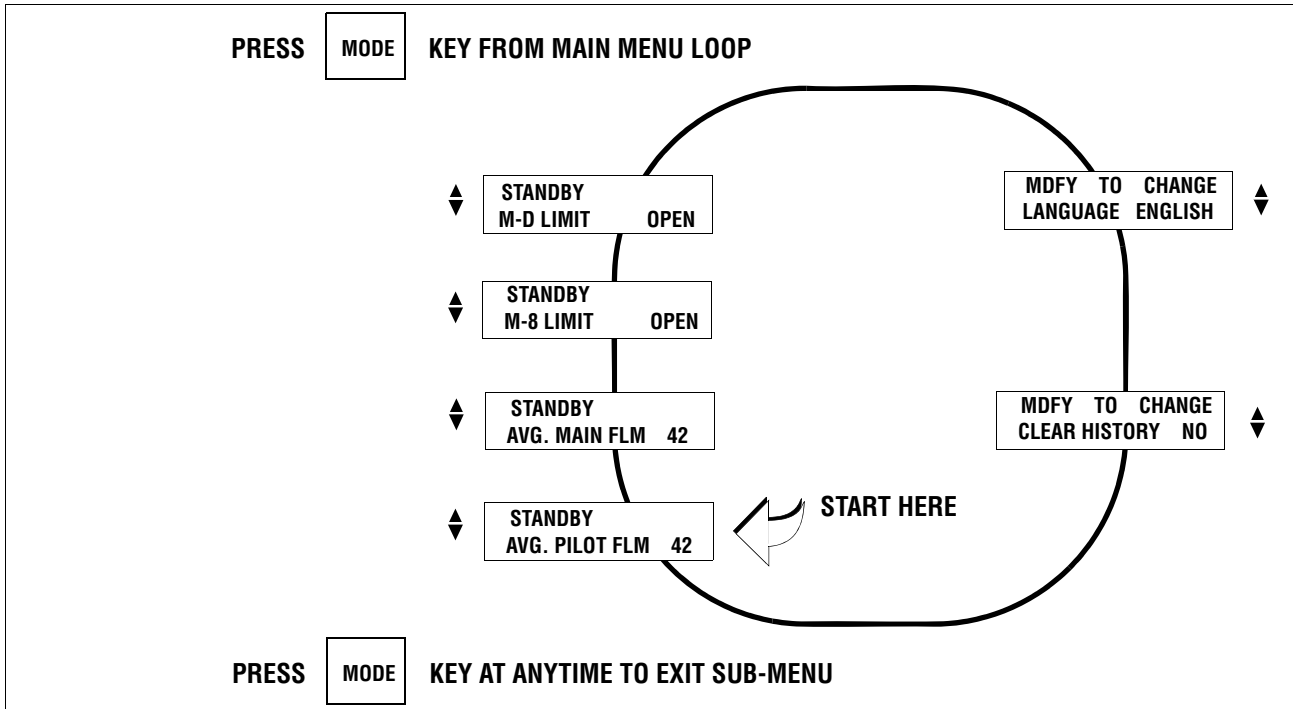 PRESS MODE KEY FROM MAIN MENU LOOP
STANDBY
M-D LIMIT OPEN
MDFY TO CHANGE
LANGUAGE ENGLISH
STANDBY
M-8 LIMIT OPEN
STANDBY
AVG. MAIN FLM 42
MDFY TO CHANGE
CLEAR HISTORY NO
STANDBY
AVG. PILOT FLM 42
START HERE
PRESS MODE KEY AT ANYTIME TO EXIT SUB-MENU